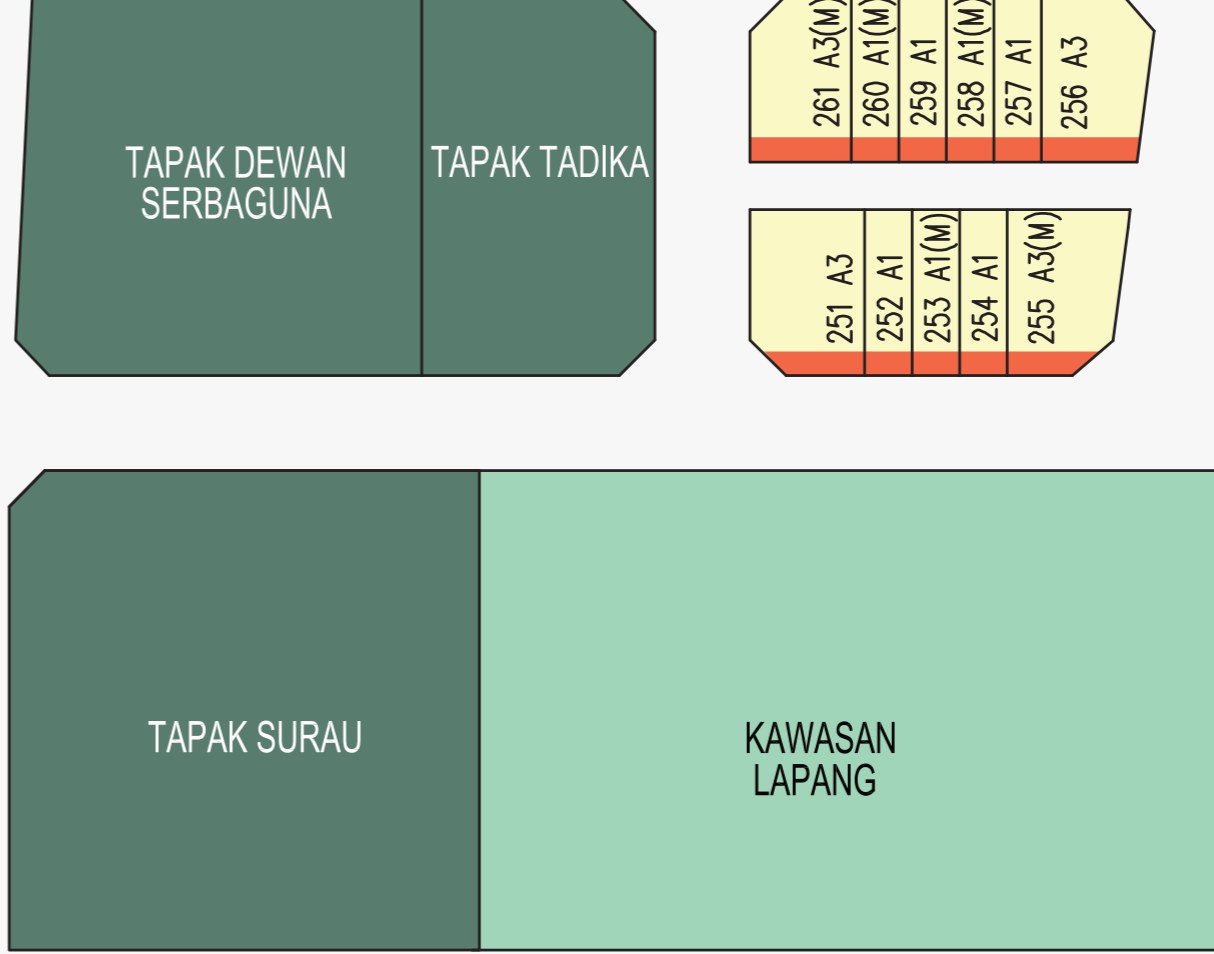 TAPAK DEWAN
SERBAGUNA
TAPAK TADIKA
261 A3(M)
260 A1(M)
259 A1
258 A1(M)
257 A1
256 A3
251 A3
252 A1
253 A1(M)
254 A1
255 A3(M)
TAPAK SURAU
KAWASAN
LAPANG